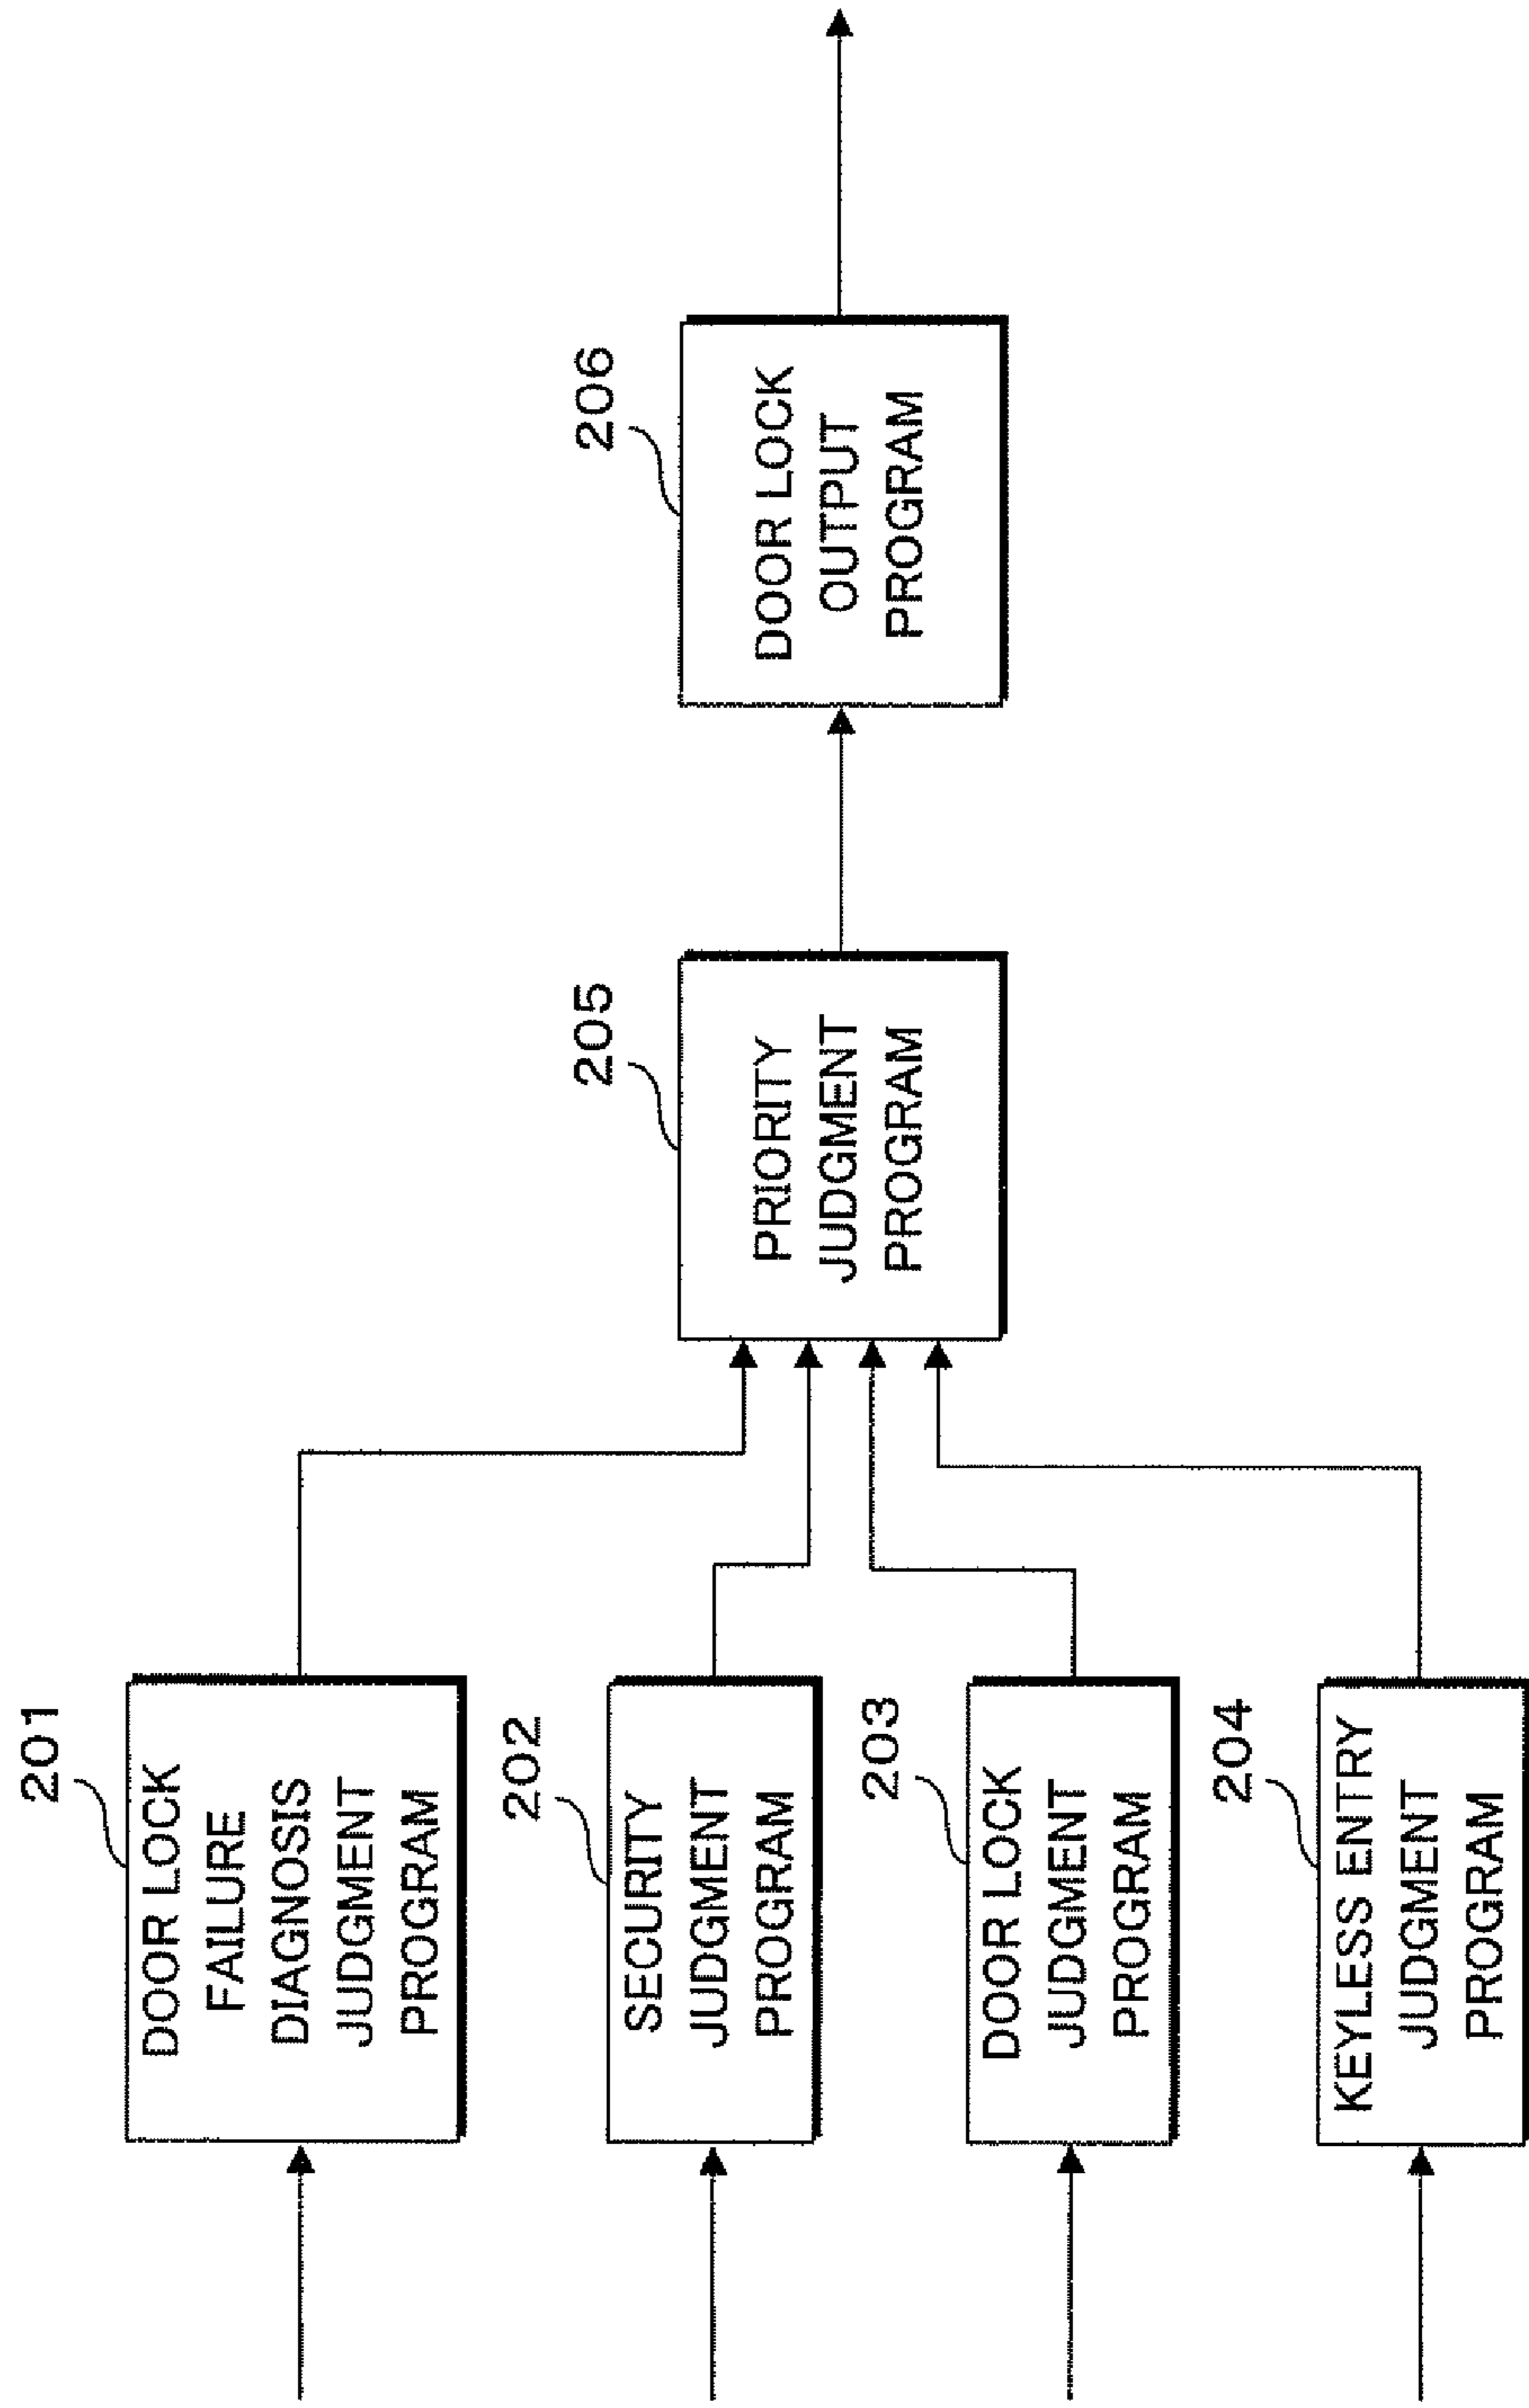 201
DOOR LOCK
FAILURE
DIAGNOSIS
JUDGMENT
PROGRAM
202
SECURITY
JUDGMENT
PROGRAM
203
DOOR LOCK
JUDGMENT
PROGRAM
204
KEYLESS ENTRY
JUDGMENT
PROGRAM
205
PRIORITY
JUDGMENT
PROGRAM
206
DOOR LOCK
OUTPUT
PROGRAM